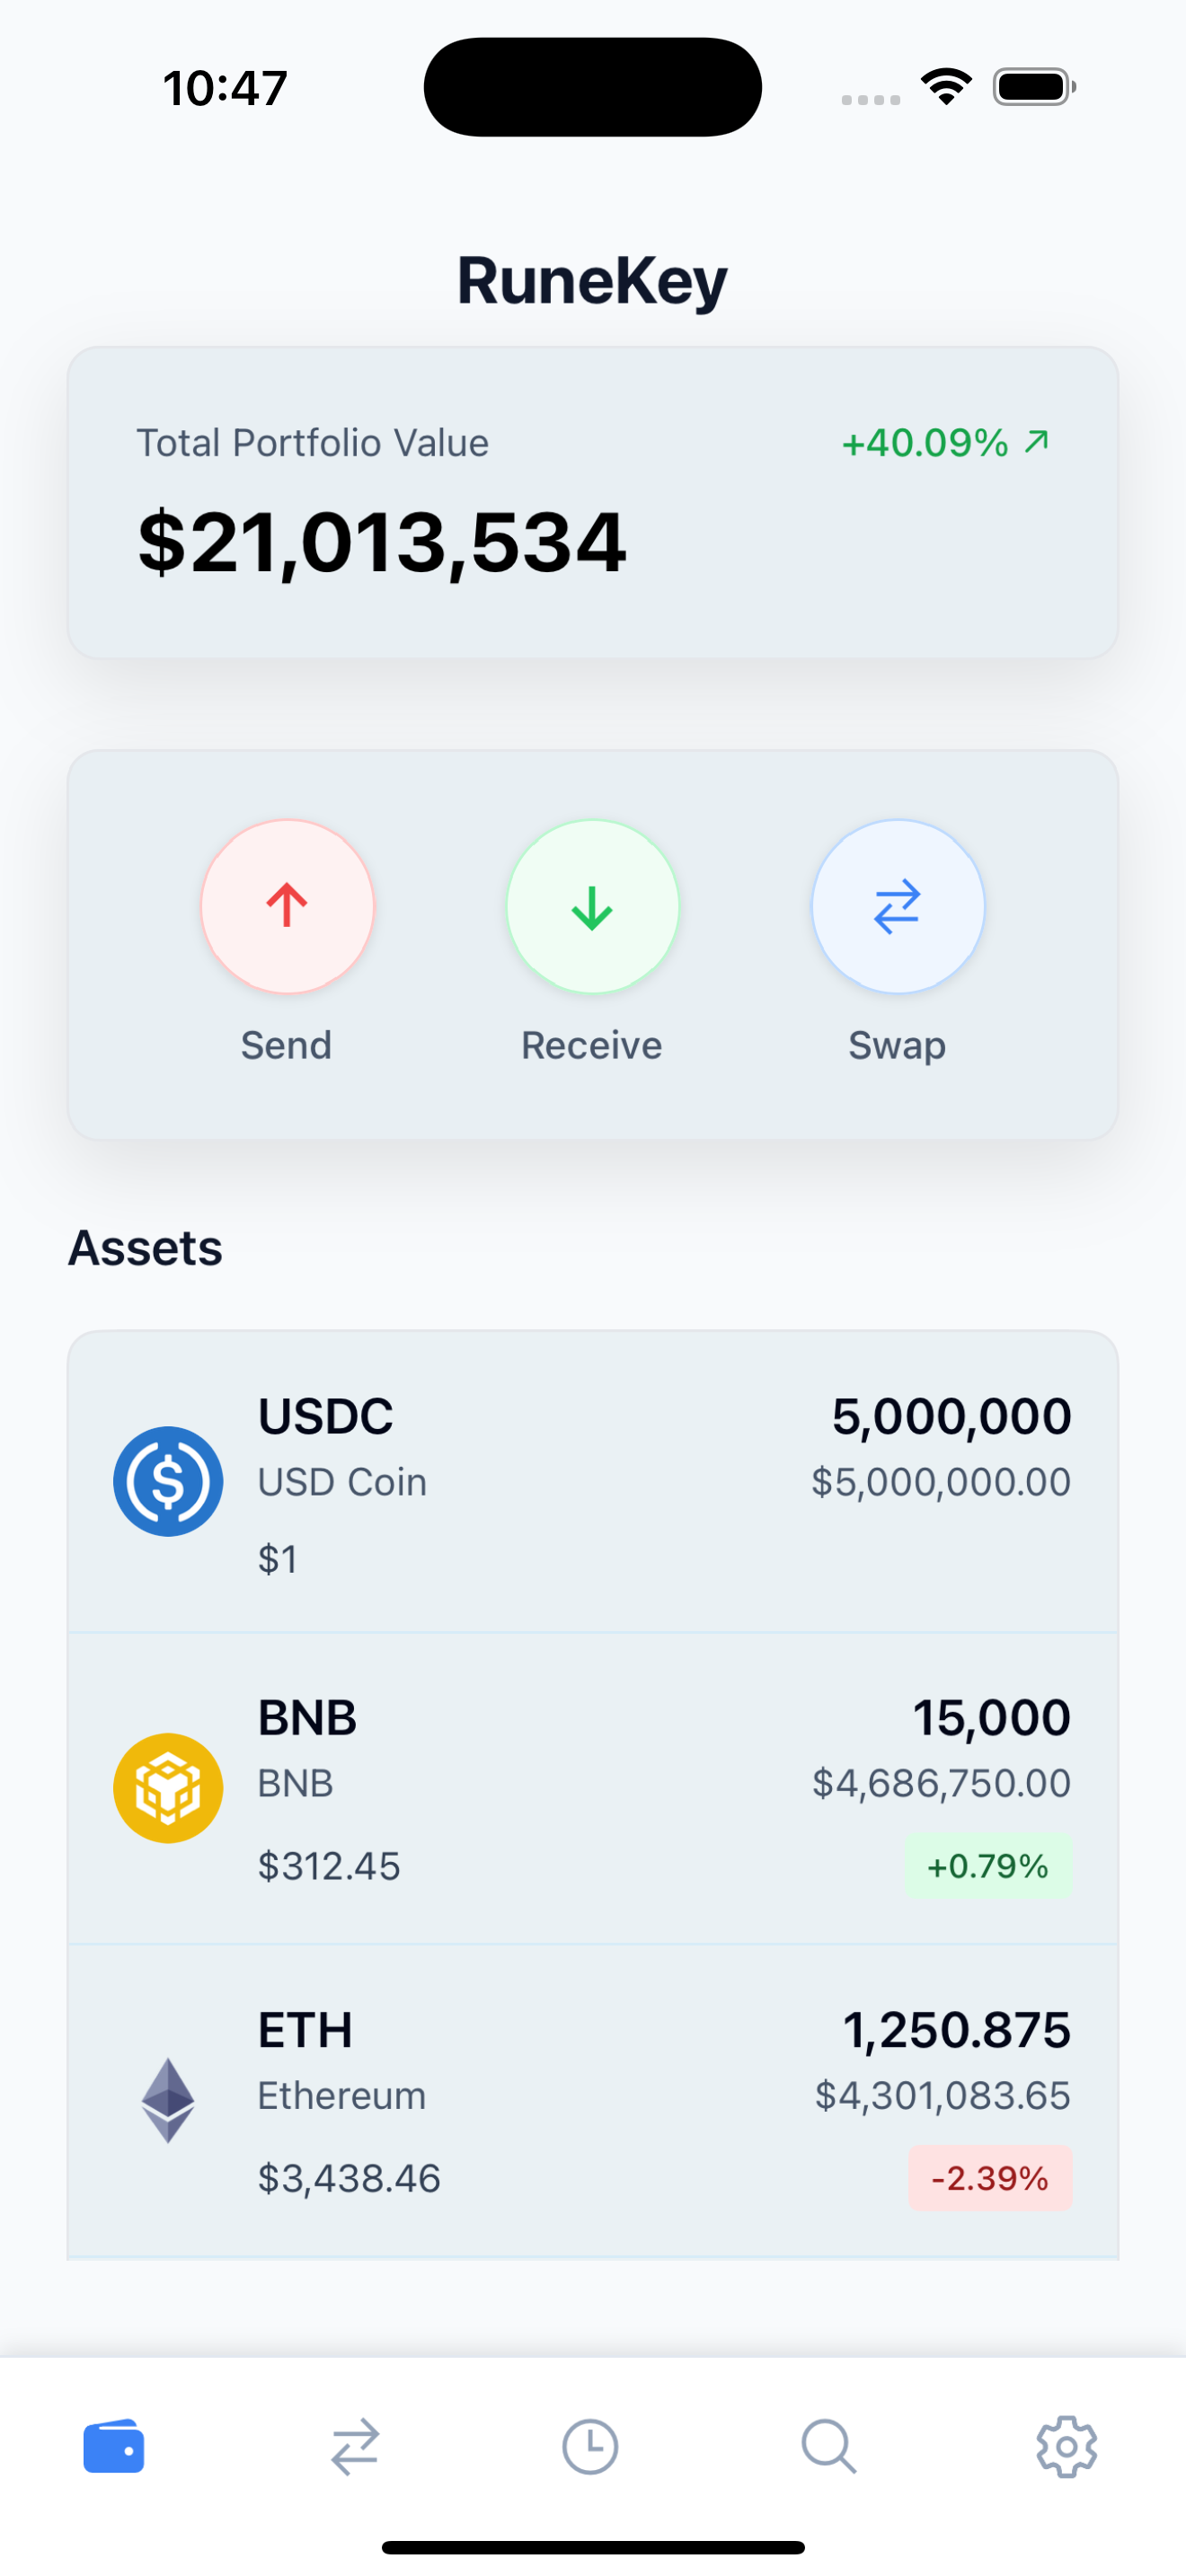 10:47
RuneKey
Total Portfolio Value +40.09%
$21,013,534
Send Receive Swap
Assets
USDC 5,000,000
USD Coin $5,000,000.00
$1
BNB 15,000
BNB $4,686,750.00
$312.45 +0.79%
ETH 1,250.875
Ethereum $4,301,083.65
$3,438.46 -2.39%